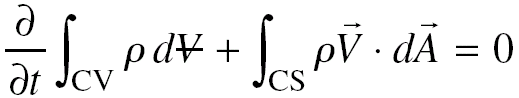 ∂/∂t ∫_CV ρ dV̶ + ∫_CS ρV⃗ · dA⃗ = 0